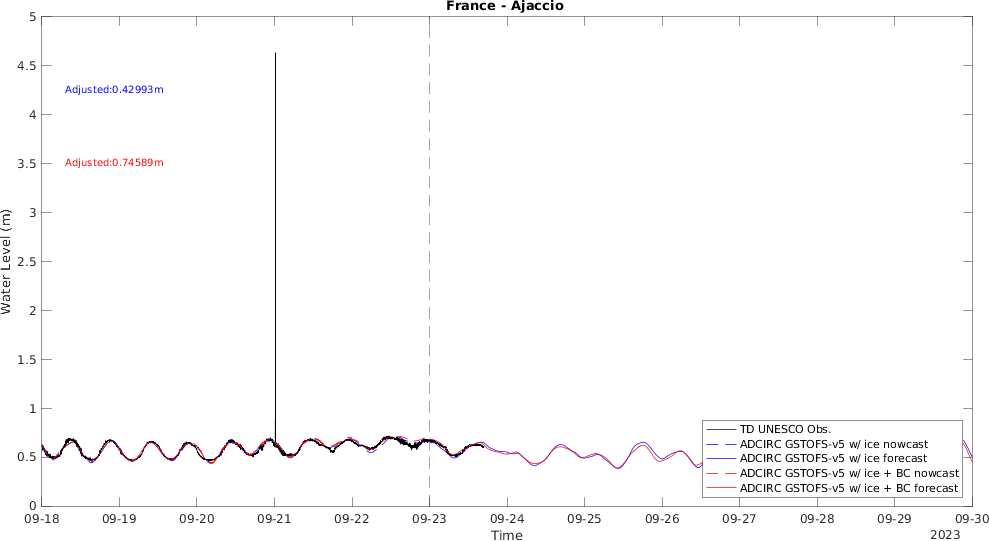 France - Ajaccio
5
4.5
4
3.5
3
2.5
2
1.5
1
0.5
0
Water Level (m)
Adjusted:0.42993m
Adjusted:0.74589m
TD UNESCO Obs.
ADCIRC GSTOFS-v5 w/ ice nowcast
ADCIRC GSTOFS-v5 w/ ice forecast
ADCIRC GSTOFS-v5 w/ ice + BC nowcast
ADCIRC GSTOFS-v5 w/ ice + BC forecast
09-18 09-19 09-20 09-21 09-22 09-23 09-24 09-25 09-26 09-27 09-28 09-29 09-30
Time
2023